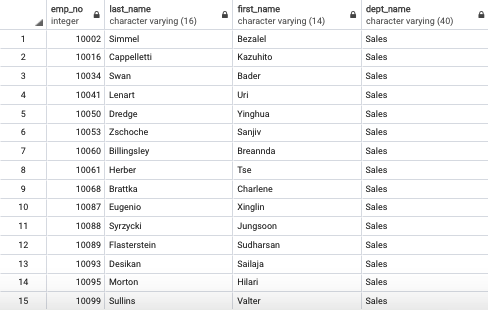 emp_no last_name first_name dept_name
integer character varying (16) character varying (14) character varying (40)
1 10002 Simmel Bezalel Sales
2 10016 Cappelletti Kazuhito Sales
3 10034 Swan Bader Sales
4 10041 Lenart Uri Sales
5 10050 Dredge Yinghua Sales
6 10053 Zschoche Sanjiv Sales
7 10060 Billingsley Breannda Sales
8 10061 Herber Tse Sales
9 10068 Brattka Charlene Sales
10 10087 Eugenio Xinglin Sales
11 10088 Syrzycki Jungsoon Sales
12 10089 Flasterstein Sudharsan Sales
13 10093 Desikan Sailaja Sales
14 10095 Morton Hilari Sales
15 10099 Sullins Valter Sales